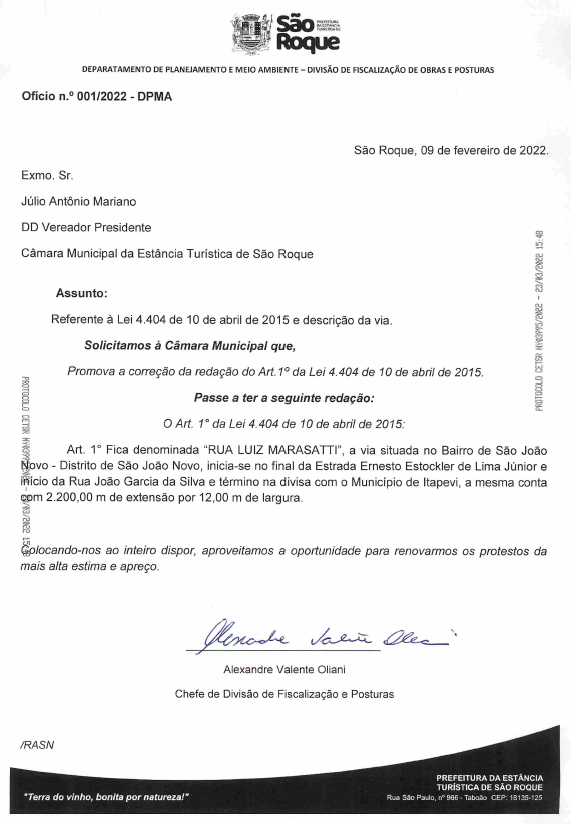 São
Roque
PREFEITURA
DA ESTÂNCIA
TURÍSTICA DE
DEPARATAMENTO DE PLANEJAMENTO E MEIO AMBIENTE – DIVISÃO DE FISCALIZAÇÃO DE OBRAS E POSTURAS
Oficio n.º 001/2022 - DPMA
São Roque, 09 de fevereiro de 2022.
Exmo. Sr.
Júlio Antônio Mariano
DD Vereador Presidente
Câmara Municipal da Estância Turística de São Roque
Assunto:
Referente à Lei 4.404 de 10 de abril de 2015 e descrição da via.
Solicitamos à Câmara Municipal que,
Promova a correção da redação do Art.1º da Lei 4.404 de 10 de abril de 2015.
Passe a ter a seguinte redação:
O Art. 1° da Lei 4.404 de 10 de abril de 2015:
Art. 1° Fica denominada “RUA LUIZ MARASATTI”, a via situada no Bairro de São João
Novo - Distrito de São João Novo, inicia-se no final da Estrada Ernesto Estockler de Lima Júnior e
início da Rua João Garcia da Silva e término na divisa com o Município de Itapevi, a mesma conta
com 2.200,00 m de extensão por 12,00 m de largura.
Colocando-nos ao inteiro dispor, aproveitamos a oportunidade para renovarmos os protestos da
mais alta estima e apreço.
Alexandre Valente Oliani
Chefe de Divisão de Fiscalização e Posturas
/RASN
"Terra do vinho, bonita por natureza!"
PREFEITURA DA ESTÂNCIA
TURÍSTICA DE SÃO ROQUE
Rua São Paulo, n° 966 - Taboão CEP: 18135-125